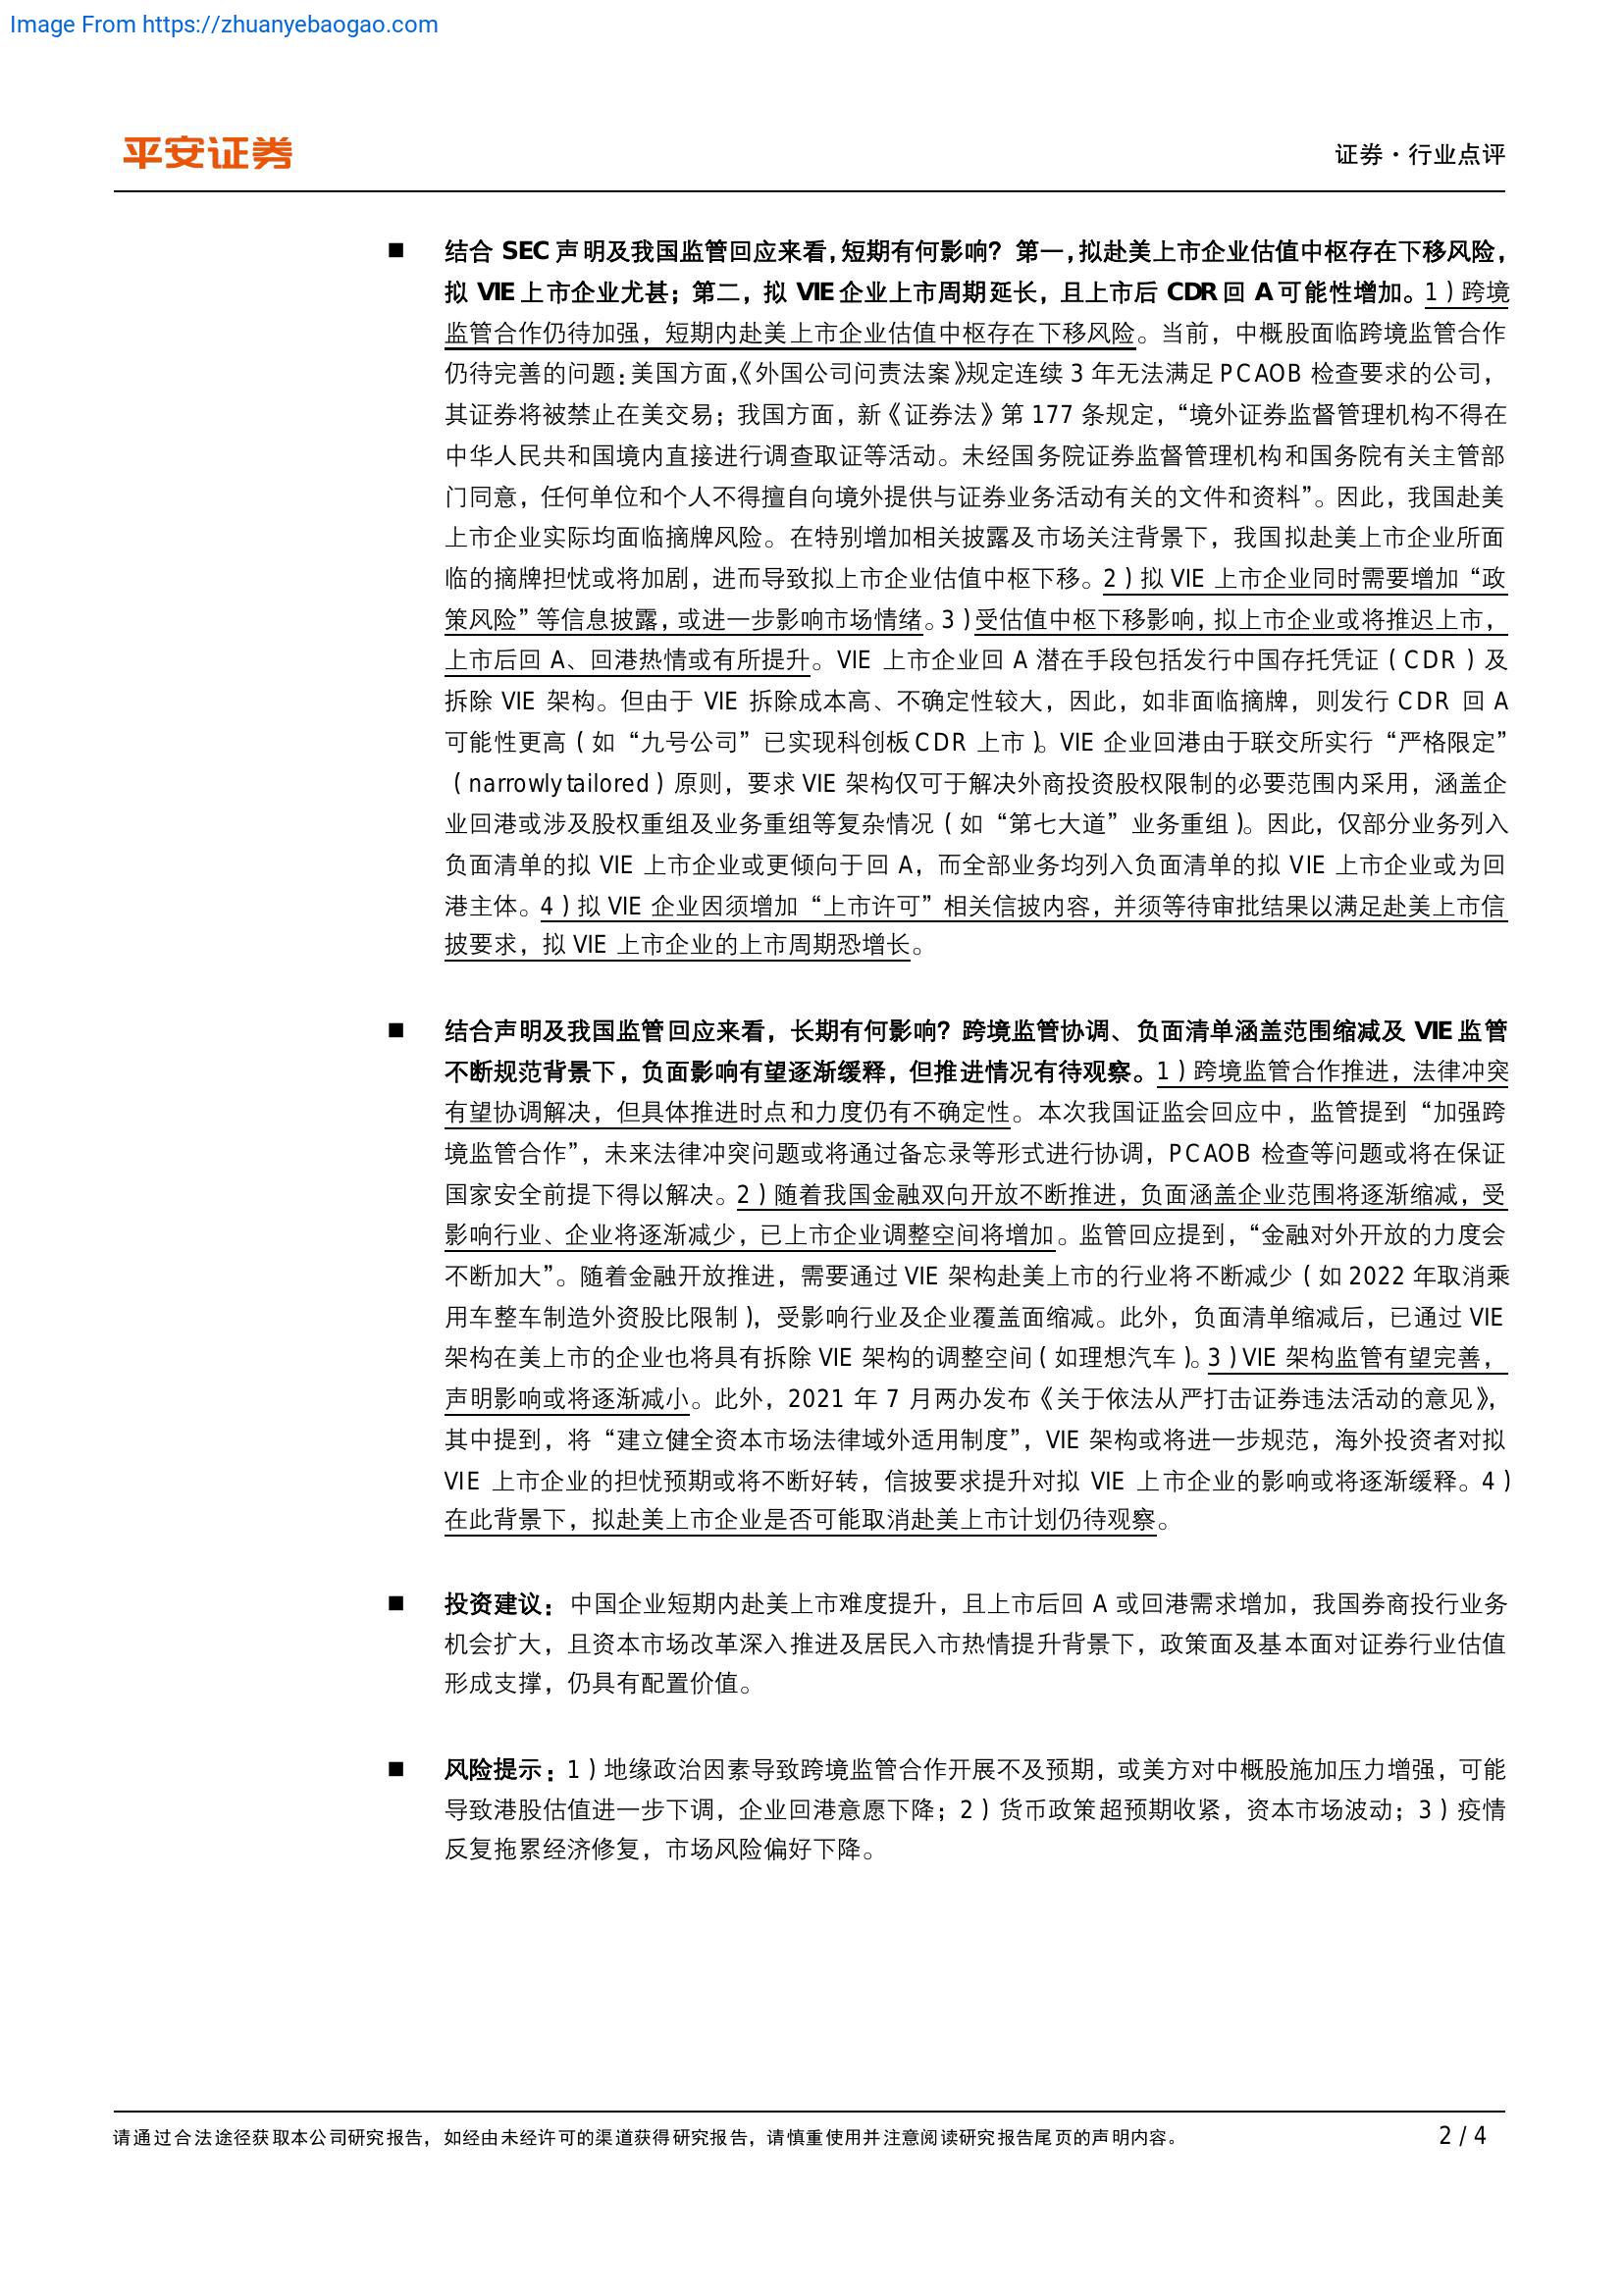 Image From https://zhuanyebaogao.com
平安证券
证券·行业点评
■ 结合 SEC 声明及我国监管回应来看，短期有何影响？第一，拟赴美上市企业估值中枢存在下移风险，
拟 VIE 上市企业尤甚；第二，拟 VIE 企业上市周期延长，且上市后 CDR 回 A 可能性增加。1）跨境
监管合作仍待加强，短期内赴美上市企业估值中枢存在下移风险。当前，中概股面临跨境监管合作
仍待完善的问题：美国方面，《外国公司问责法案》规定连续 3 年无法满足 PCAOB 检查要求的公司，
其证券将被禁止在美交易；我国方面，新《证券法》第 177 条规定，“境外证券监督管理机构不得在
中华人民共和国境内直接进行调查取证等活动。未经国务院证券监督管理机构和国务院有关主管部
门同意，任何单位和个人不得擅自向境外提供与证券业务活动有关的文件和资料”。因此，我国赴美
上市企业实际均面临摘牌风险。在特别增加相关披露及市场关注背景下，我国拟赴美上市企业所面
临的摘牌担忧或将加剧，进而导致拟上市企业估值中枢下移。2）拟 VIE 上市企业同时需要增加“政
策风险”等信息披露，或进一步影响市场情绪。3）受估值中枢下移影响，拟上市企业或将推迟上市，
上市后回 A、回港热情或有所提升。VIE 上市企业回 A 潜在手段包括发行中国存托凭证（CDR）及
拆除 VIE 架构。但由于 VIE 拆除成本高、不确定性较大，因此，如非面临摘牌，则发行 CDR 回 A
可能性更高（如“九号公司”已实现科创板 CDR 上市）。VIE 企业回港由于联交所实行“严格限定”
（narrowly tailored）原则，要求 VIE 架构仅可于解决外商投资股权限制的必要范围内采用，涵盖企
业回港或涉及股权重组及业务重组等复杂情况（如“第七大道”业务重组）。因此，仅部分业务列入
负面清单的拟 VIE 上市企业或更倾向于回 A，而全部业务均列入负面清单的拟 VIE 上市企业或为回
港主体。4）拟 VIE 企业因须增加“上市许可”相关信披内容，并须等待审批结果以满足赴美上市信
披要求，拟 VIE 上市企业的上市周期恐增长。
■ 结合声明及我国监管回应来看，长期有何影响？跨境监管协调、负面清单涵盖范围缩减及 VIE 监管
不断规范背景下，负面影响有望逐渐缓释，但推进情况有待观察。1）跨境监管合作推进，法律冲突
有望协调解决，但具体推进时点和力度仍有不确定性。本次我国证监会回应中，监管提到“加强跨
境监管合作”，未来法律冲突问题或将通过备忘录等形式进行协调，PCAOB 检查等问题或将在保证
国家安全前提下得以解决。2）随着我国金融双向开放不断推进，负面涵盖企业范围将逐渐缩减，受
影响行业、企业将逐渐减少，已上市企业调整空间将增加。监管回应提到，“金融对外开放的力度会
不断加大”。随着金融开放推进，需要通过 VIE 架构赴美上市的行业将不断减少（如 2022 年取消乘
用车整车制造外资股比限制），受影响行业及企业覆盖面缩减。此外，负面清单缩减后，已通过 VIE
架构在美上市的企业也将具有拆除 VIE 架构的调整空间（如理想汽车）。3）VIE 架构监管有望完善，
声明影响或将逐渐减小。此外，2021 年 7 月两办发布《关于依法从严打击证券违法活动的意见》，
其中提到，将“建立健全资本市场法律域外适用制度”，VIE 架构或将进一步规范，海外投资者对拟
VIE 上市企业的担忧预期或将不断好转，信披要求提升对拟 VIE 上市企业的影响或将逐渐缓释。4）
在此背景下，拟赴美上市企业是否可能取消赴美上市计划仍待观察。
■ 投资建议：中国企业短期内赴美上市难度提升，且上市后回 A 或回港需求增加，我国券商投行业务
机会扩大，且资本市场改革深入推进及居民入市热情提升背景下，政策面及基本面对证券行业估值
形成支撑，仍具有配置价值。
■ 风险提示：1）地缘政治因素导致跨境监管合作开展不及预期，或美方对中概股施加压力增强，可能
导致港股估值进一步下调，企业回港意愿下降；2）货币政策超预期收紧，资本市场波动；3）疫情
反复拖累经济修复，市场风险偏好下降。
请通过合法途径获取本公司研究报告，如经由未经许可的渠道获得研究报告，请慎重使用并注意阅读研究报告尾页的声明内容。
2 / 4